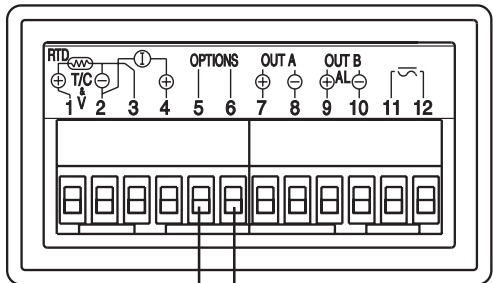 RTD OPTIONS OUT A OUT B
+ T/C - I + + - + AL -
& V
1 2 3 4 5 6 7 8 9 10 11 12